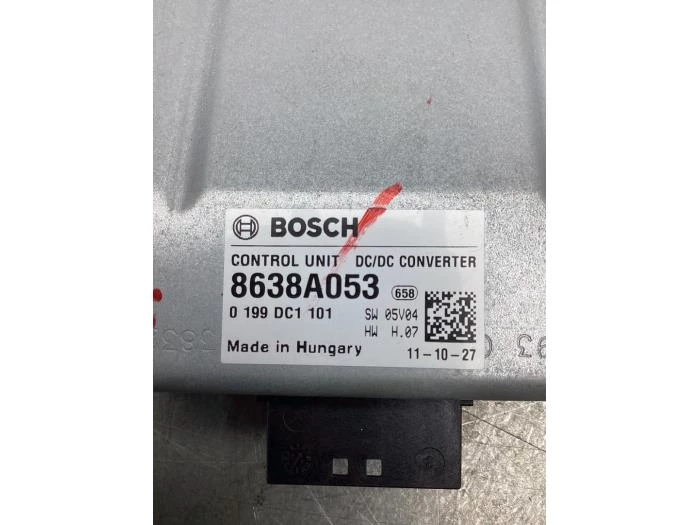 BOSCH
CONTROL UNIT DC/DC CONVERTER
8638A053 658
0 199 DC1 101 SW 05V04
HW H.07
Made in Hungary 11-10-27